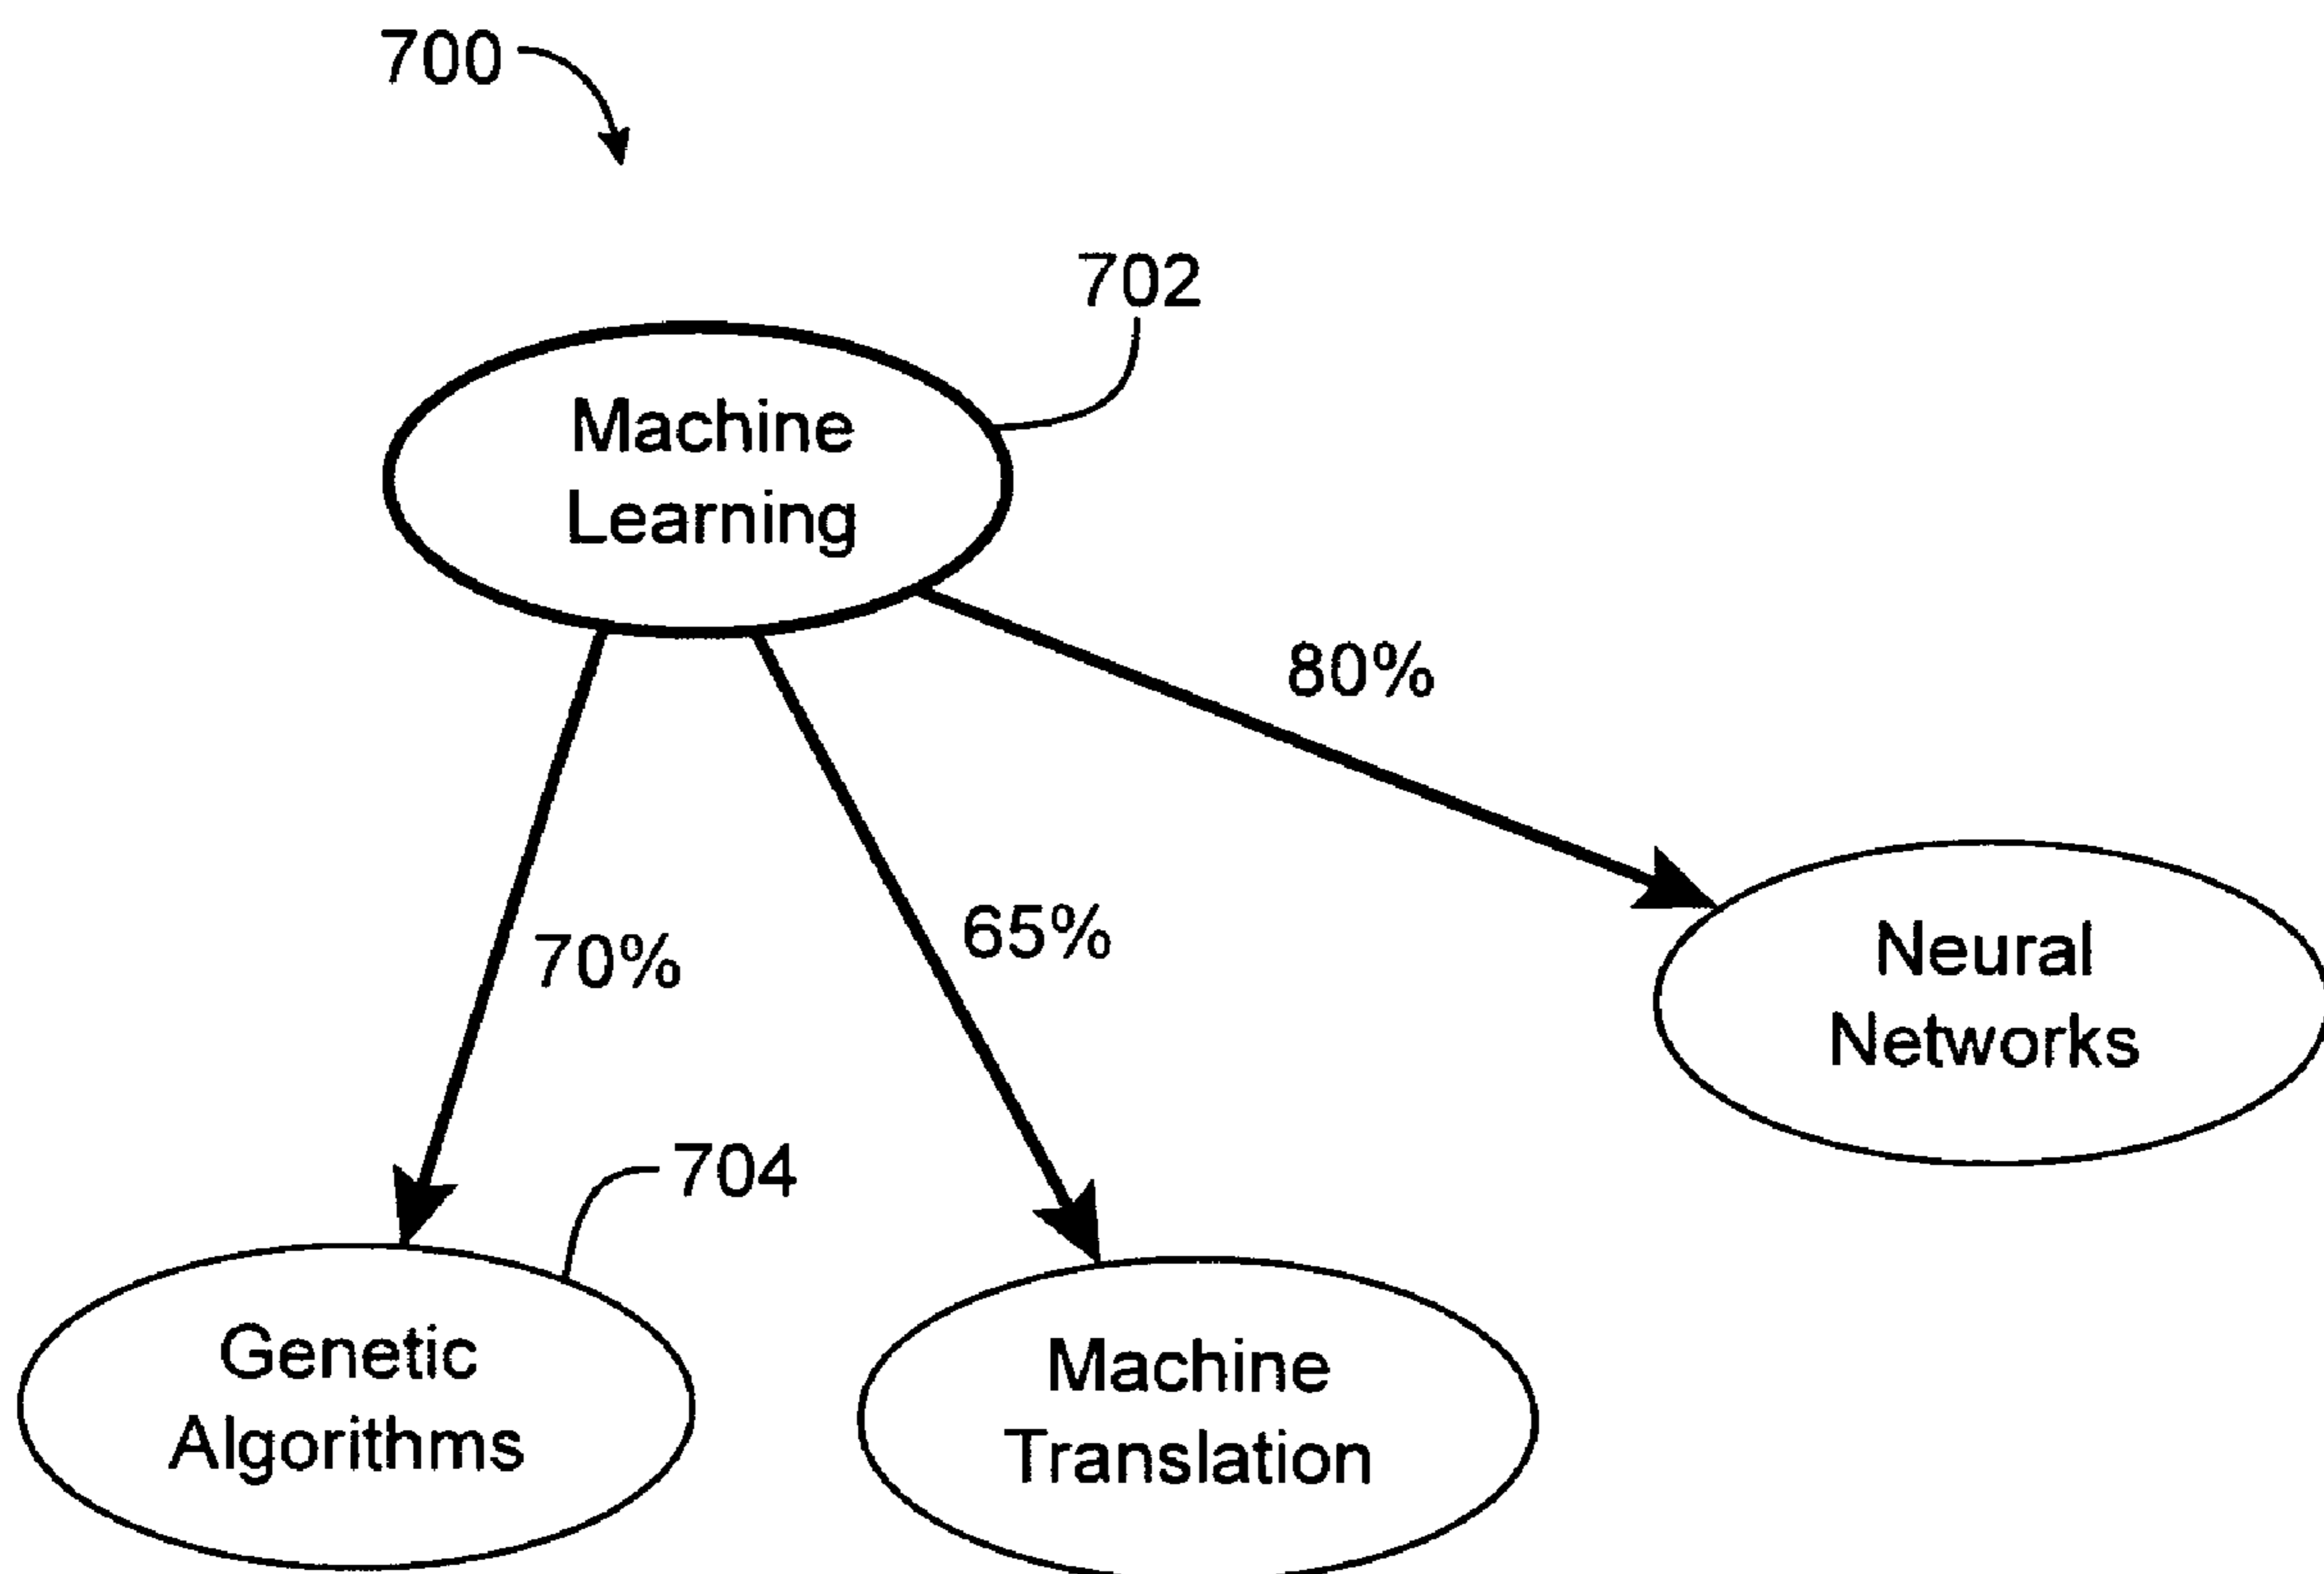 700
702
Machine
Learning
80%
70%
65%
Neural
Networks
704
Genetic
Algorithms
Machine
Translation